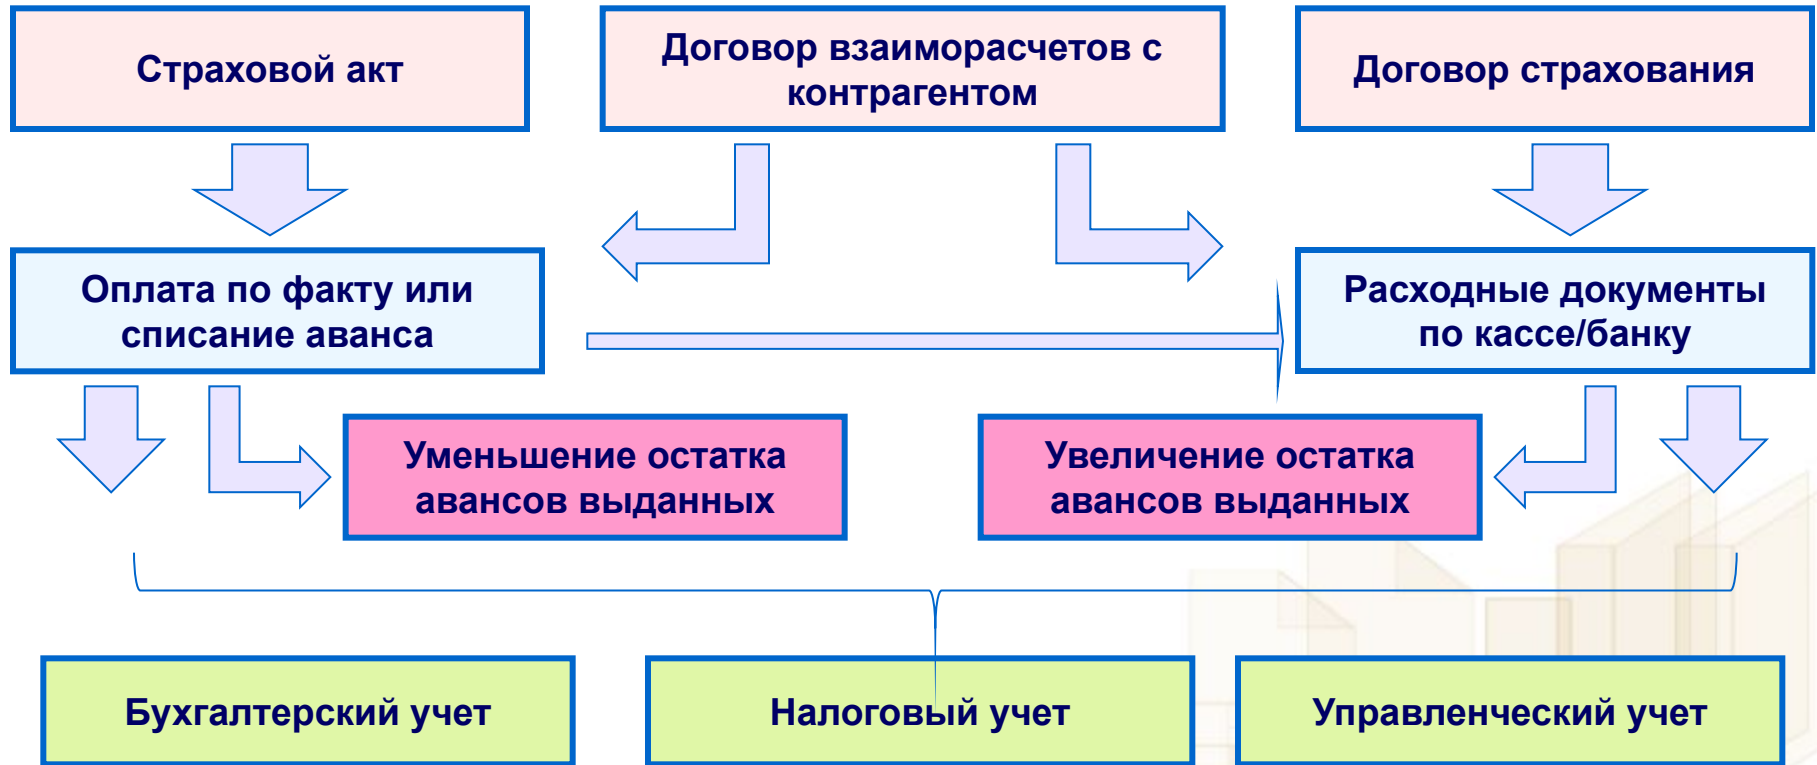 Страховой акт
Договор взаиморасчетов с
контрагентом
Договор страхования
Оплата по факту или
списание аванса
Расходные документы
по кассе/банку
Уменьшение остатка
авансов выданных
Увеличение остатка
авансов выданных
Бухгалтерский учет
Налоговый учет
Управленческий учет